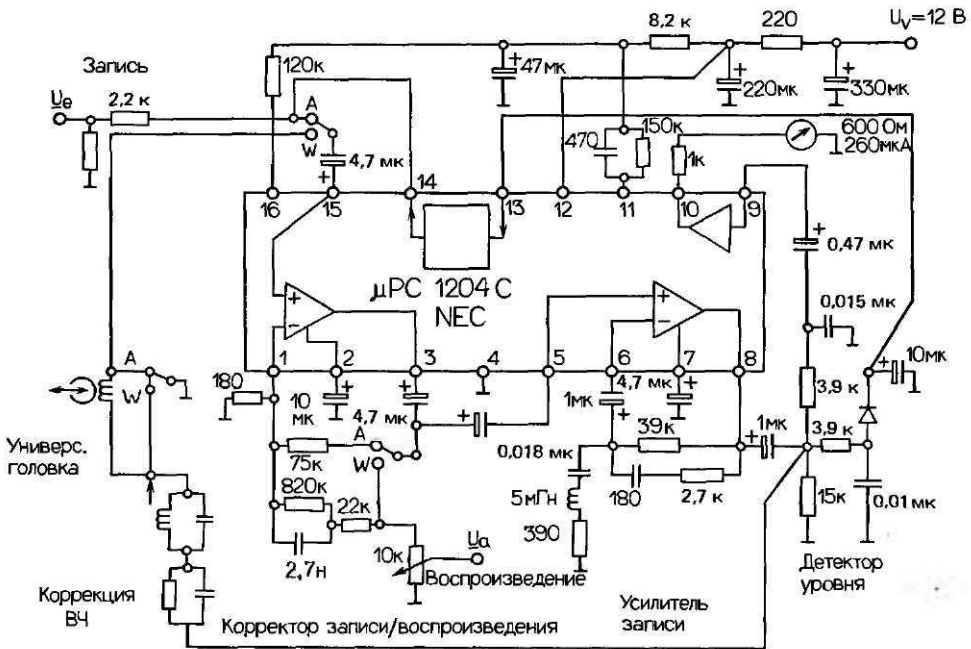 8,2 к
220
U_v=12 В
120к
+
47мк
+
220мк
+
330мк
Запись
U_e
2,2 к
A
W
4,7 мк
+
470
150к
1к
600 Ом
260мкА
16
15
14
13
12
11
10
9
+
0,47 мк
μPC 1204 C
NEC
+
−
+
−
0,015 мк
1
2
3
4
5
6
7
8
A
W
180
10
мк
+
+
4,7 мк
+
4,7 мк
+
1мк
+
3,9 к
+
10мк
Универс.
головка
75к
A
W
39к
+
1мк
3,9 к
0,018 мк
820к
22к
180
2,7 к
5мГн
15к
0,01 мк
390
2,7н
10к
U_a
Воспроизведение
Детектор
уровня
Коррекция
ВЧ
Корректор записи/воспроизведения
Усилитель
записи